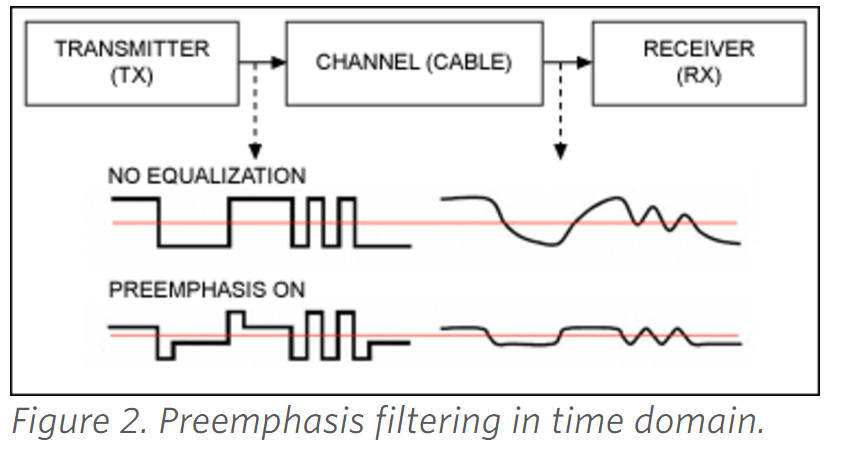 TRANSMITTER
(TX)
CHANNEL (CABLE)
RECEIVER
(RX)
NO EQUALIZATION
PREEMPHASIS ON
Figure 2. Preemphasis filtering in time domain.